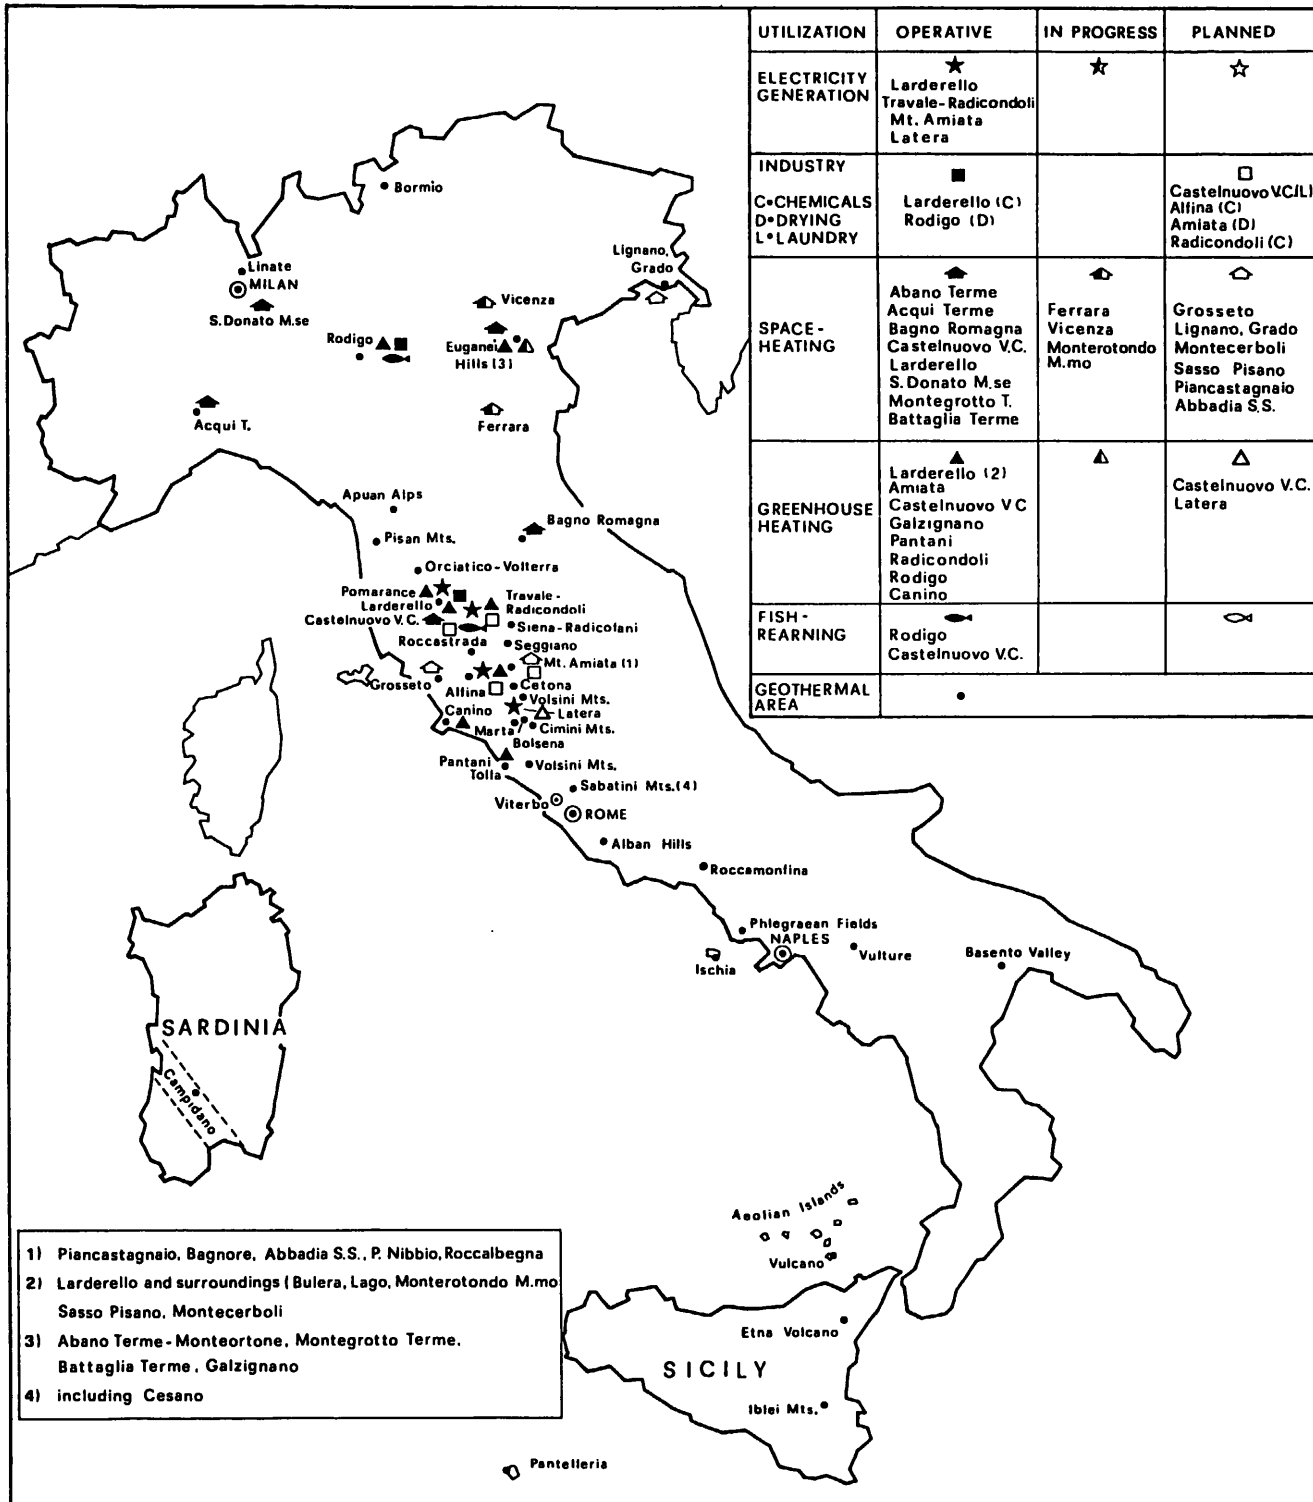 UTILIZATION OPERATIVE IN PROGRESS PLANNED
ELECTRICITY
GENERATION
Larderello
Travale-Radicondoli
Mt. Amiata
Latera
INDUSTRY
C•CHEMICALS
D•DRYING
L•LAUNDRY
Larderello (C)
Rodigo (D)
Castelnuovo V.C.(L)
Alfina (C)
Amiata (D)
Radicondoli (C)
SPACE-
HEATING
Abano Terme
Acqui Terme
Bagno Romagna
Castelnuovo V.C.
Larderello
S.Donato M.se
Montegrotto T.
Battaglia Terme
Ferrara
Vicenza
Monterotondo
M.mo
Grosseto
Lignano, Grado
Montecerboli
Sasso Pisano
Piancastagnaio
Abbadia S.S.
GREENHOUSE
HEATING
Larderello (2)
Amiata
Castelnuovo V C
Galzignano
Pantani
Radicondoli
Rodigo
Canino
Castelnuovo V.C.
Latera
FISH-
REARNING
Rodigo
Castelnuovo V.C.
GEOTHERMAL
AREA
Bormio
Linate
MILAN
S.Donato M.se
Lignano,
Grado
Vicenza
Rodigo
Euganei
Hills (3)
Acqui T.
Ferrara
Apuan Alps
Bagno Romagna
Pisan Mts.
Orciatico-Volterra
Pomarance
Larderello
Travale-
Radicondoli
Castelnuovo V.C.
Siena-Radicofani
Roccastrada
Seggiano
Mt. Amiata (1)
Grosseto
Alfina
Cetona
Volsini Mts.
Canino
Latera
Marta
Cimini Mts.
Bolsena
Pantani
Tolfa
Volsini Mts.
Sabatini Mts.(4)
Viterbo
ROME
Alban Hills
Roccamonfina
Phlegraean Fields
NAPLES
Ischia
Vulture
Basento Valley
SARDINIA
Campidano
Aeolian Islands
Vulcano
Etna Volcano
SICILY
Iblei Mts.
Pantelleria
1) Piancastagnaio, Bagnore, Abbadia S.S., P. Nibbio, Roccalbegna
2) Larderello and surroundings (Bulera, Lago, Monterotondo M.mo
Sasso Pisano, Montecerboli
3) Abano Terme-Monteortone, Montegrotto Terme,
Battaglia Terme, Galzignano
4) including Cesano